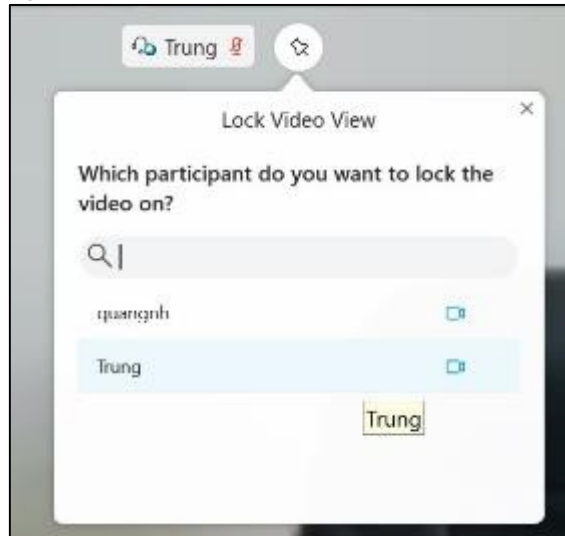 Trung
Lock Video View
Which participant do you want to lock the
video on?
quangnh
Trung
Trung